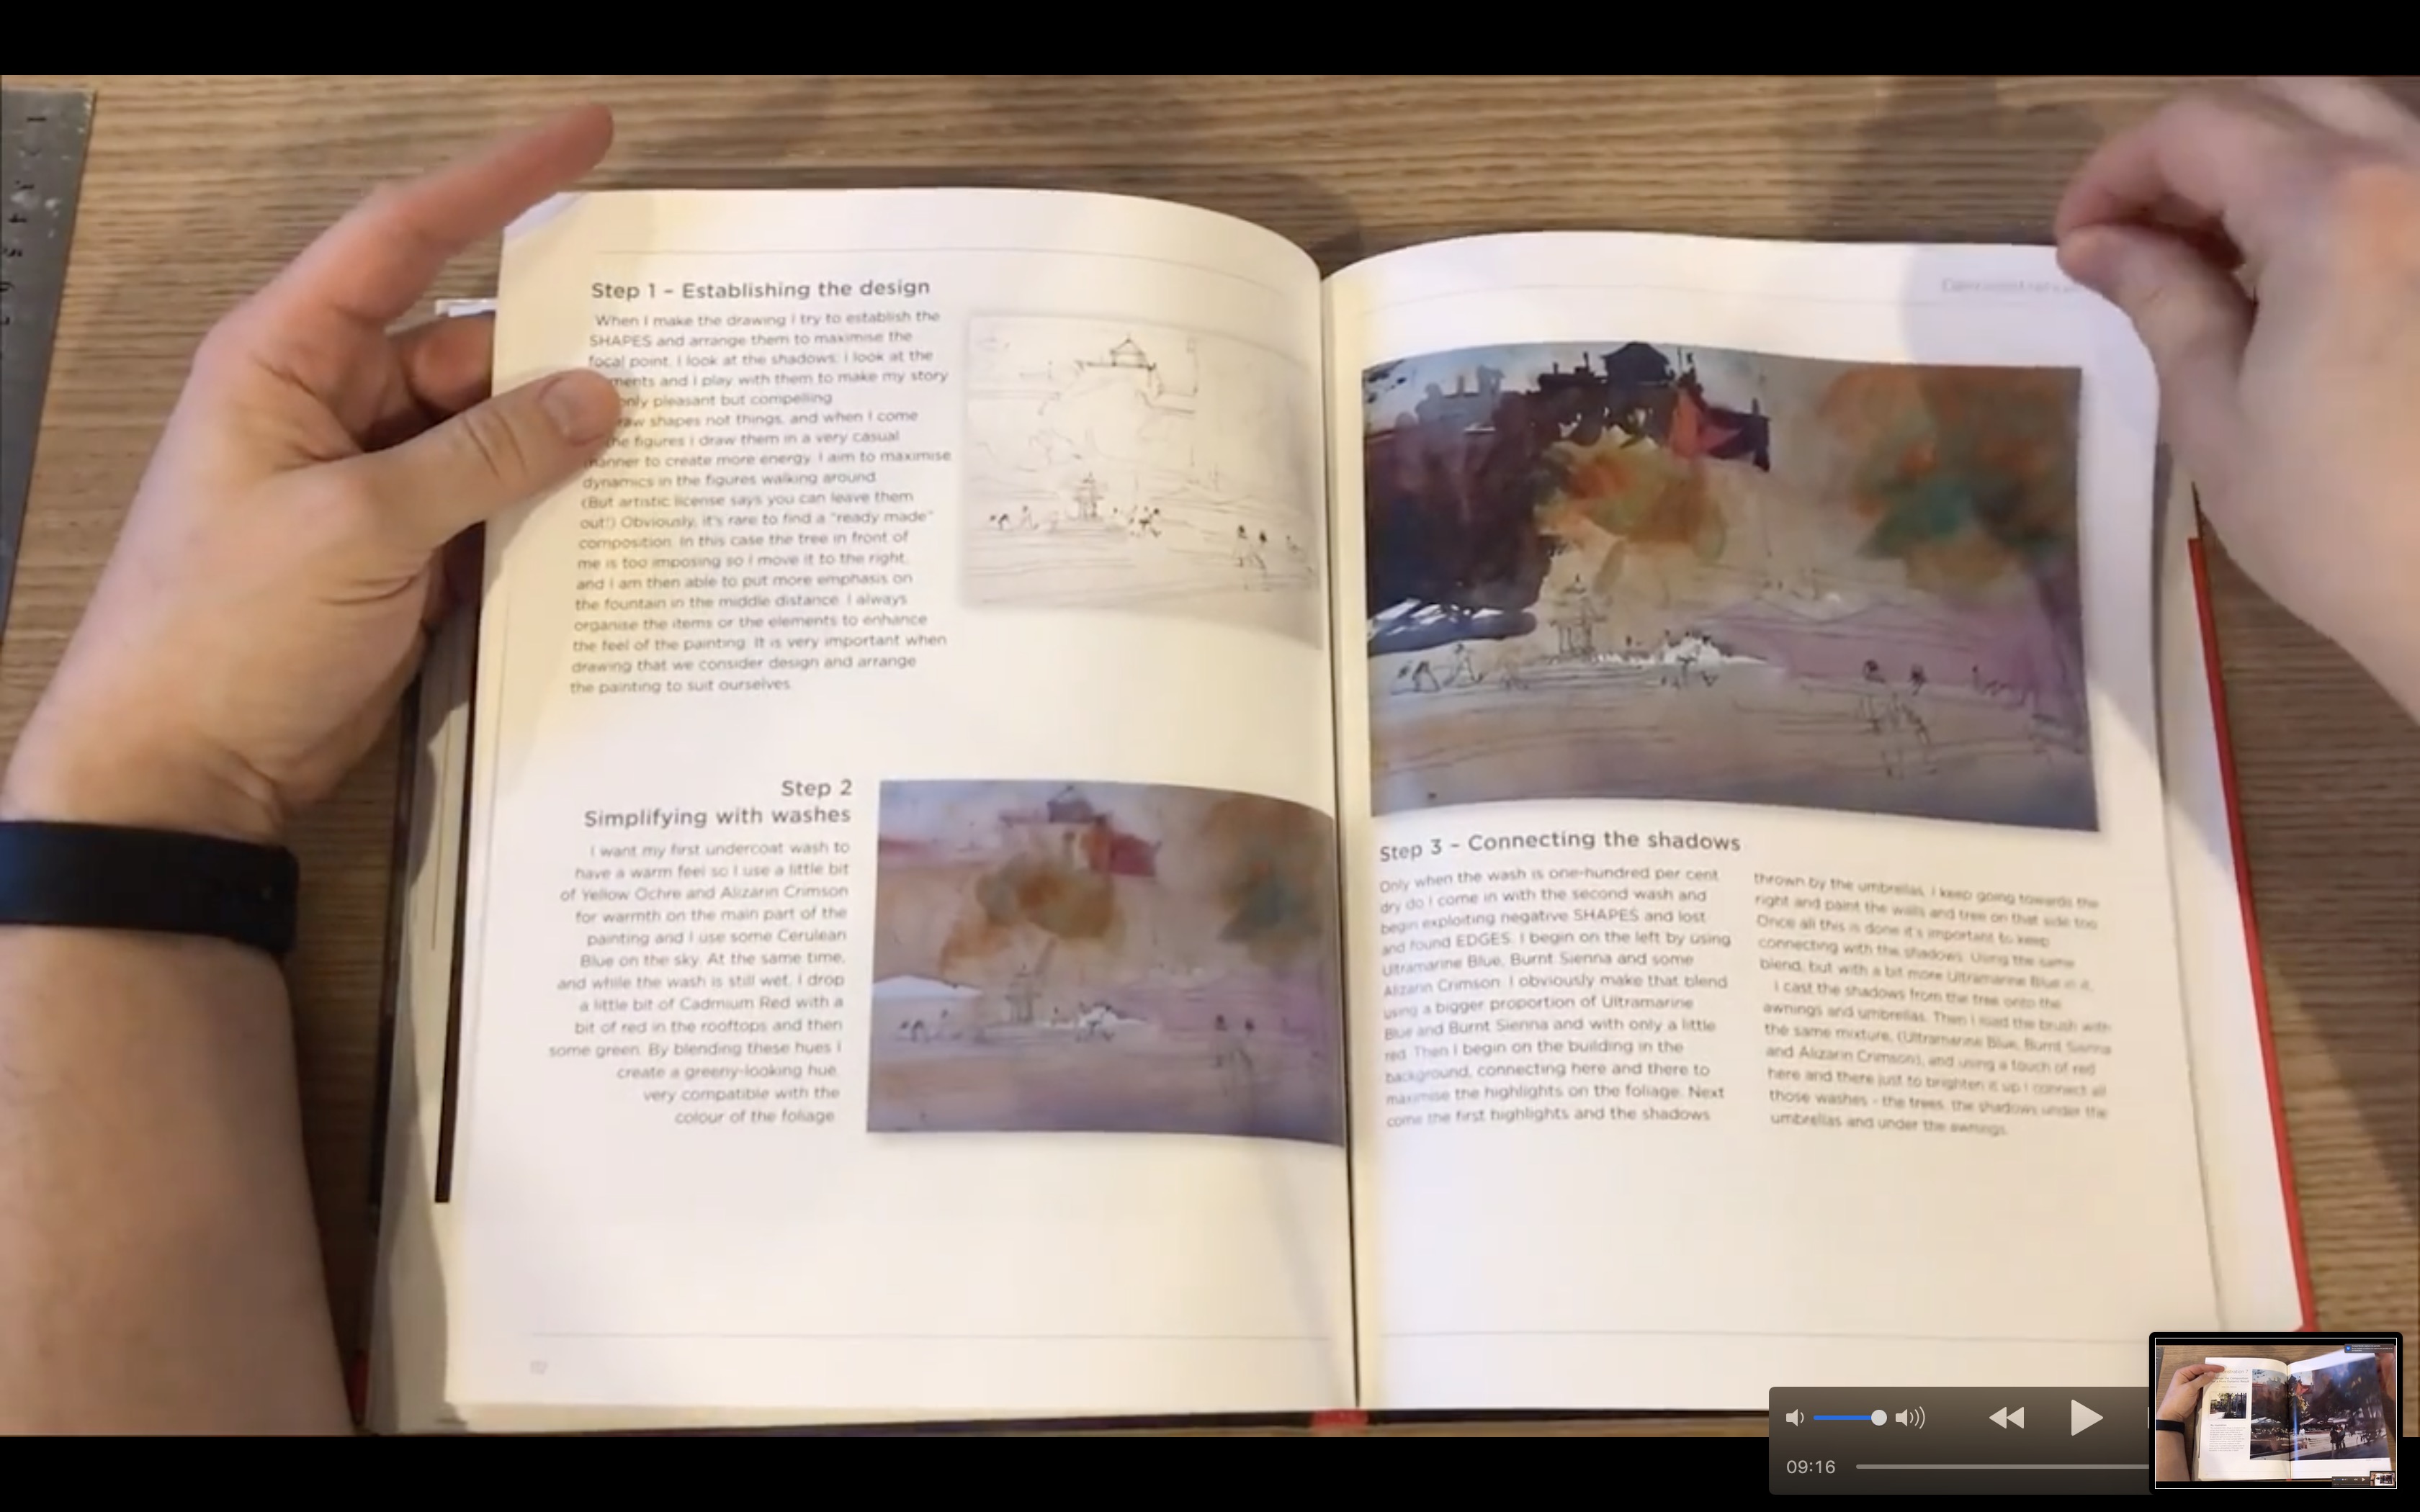 Step 1 – Establishing the design
When I make the drawing I try to establish the
SHAPES and arrange them to maximise the
focal point. I look at the shadows. I look at the
ments and I play with them to make my story
only pleasant but compelling
raw shapes not things, and when I come
he figures I draw them in a very casual
manner to create more energy. I aim to maximise
dynamics in the figures walking around.
(But artistic license says you can leave them
out!) Obviously, it's rare to find a "ready made"
composition. In this case the tree in front of
me is too imposing so I move it to the right,
and I am then able to put more emphasis on
the fountain in the middle distance. I always
organise the items or the elements to enhance
the feel of the painting. It is very important when
drawing that we consider design and arrange
the painting to suit ourselves.
Step 2
Simplifying with washes
I want my first undercoat wash to
have a warm feel so I use a little bit
of Yellow Ochre and Alizarin Crimson
for warmth on the main part of the
painting and I use some Cerulean
Blue on the sky. At the same time,
and while the wash is still wet, I drop
a little bit of Cadmium Red with a
bit of red in the rooftops and then
some green. By blending these hues I
create a greeny-looking hue,
very compatible with the
colour of the foliage.
Step 3 – Connecting the shadows
Only when the wash is one-hundred per cent
dry do I come in with the second wash and
begin exploiting negative SHAPES and lost
and found EDGES. I begin on the left by using
Ultramarine Blue, Burnt Sienna and some
Alizarin Crimson. I obviously make that blend
using a bigger proportion of Ultramarine
Blue and Burnt Sienna and with only a little
red. Then I begin on the building in the
background, connecting here and there to
maximise the highlights on the foliage. Next
come the first highlights and the shadows
thrown by the umbrellas. I keep going towards the
right and paint the walls and tree on that side too.
Once all this is done it's important to keep
connecting with the shadows. Using the same
blend, but with a bit more Ultramarine Blue in it,
I cast the shadows from the tree onto the
awnings and umbrellas. Then I load the brush with
the same mixture, (Ultramarine Blue, Burnt Sienna
and Alizarin Crimson), and using a touch of red
here and there just to brighten it up I connect all
those washes - the trees, the shadows under the
umbrellas and under the awnings.
09:16